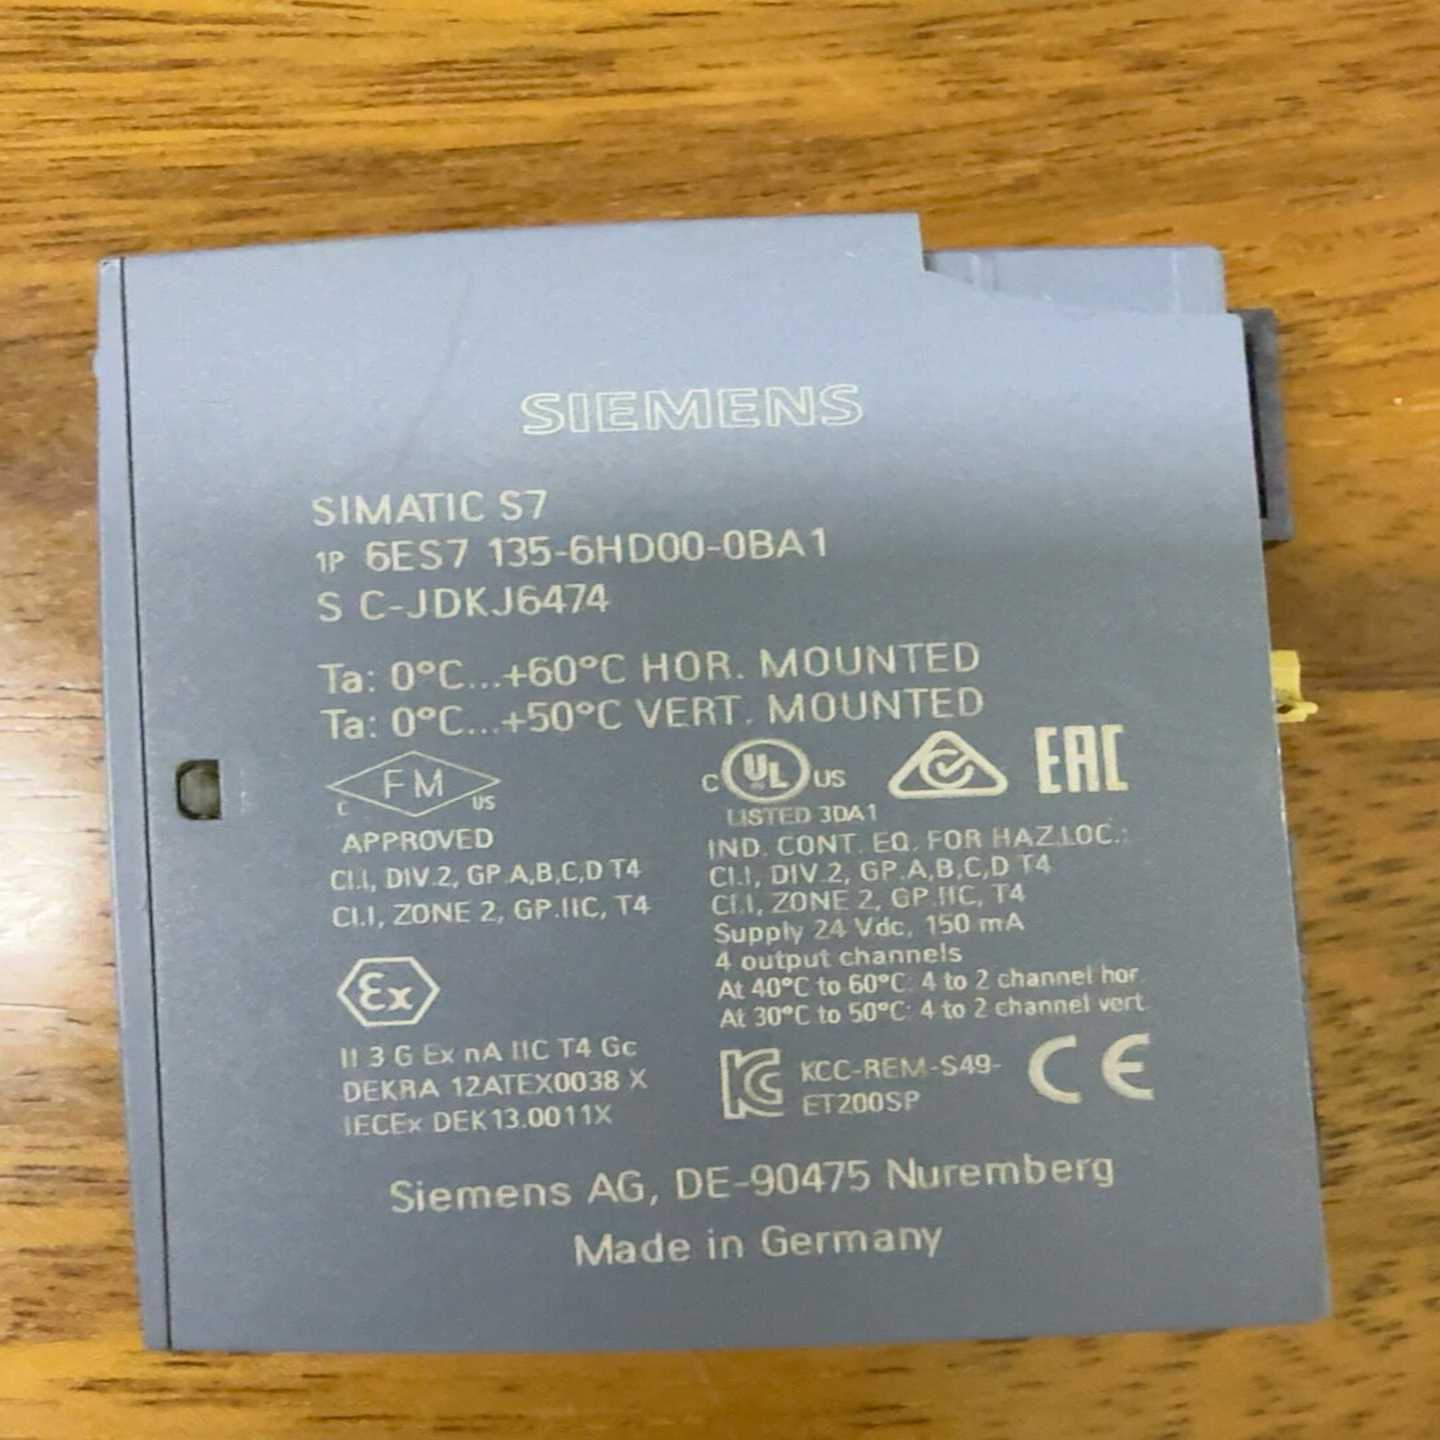 SIEMENS
SIMATIC S7
1P 6ES7 135-6HD00-0BA1
S C-JDKJ6474
Ta: 0°C...+60°C HOR. MOUNTED
Ta: 0°C...+50°C VERT. MOUNTED
C FM US
APPROVED
CI.I, DIV.2, GP.A,B,C,D T4
CI.I, ZONE 2, GP.IIC, T4
Ex
II 3 G Ex nA IIC T4 Gc
DEKRA 12ATEX0038 X
IECEx DEK13.0011X
C UL US
EAC
LISTED 3DA1
IND. CONT. EQ. FOR HAZ.LOC.:
CI.I, DIV.2, GP.A,B,C,D T4
CI.I, ZONE 2, GP.IIC, T4
Supply 24 Vdc, 150 mA
4 output channels
At 40°C to 60°C: 4 to 2 channel hor.
At 30°C to 50°C: 4 to 2 channel vert.
KC KCC-REM-S49-
ET200SP
CE
Siemens AG, DE-90475 Nuremberg
Made in Germany